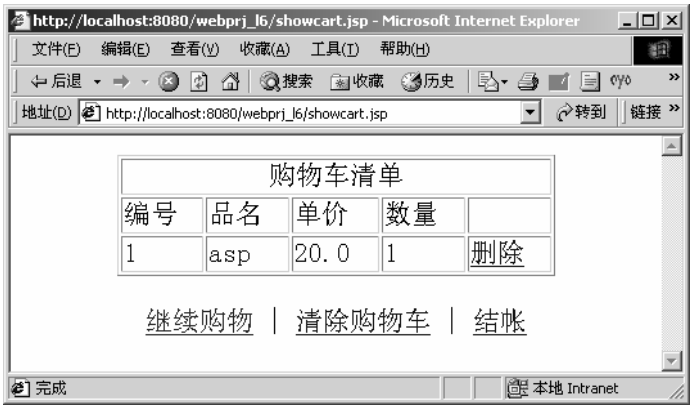 http://localhost:8080/webprj_l6/showcart.jsp - Microsoft Internet Explorer
文件(F) 编辑(E) 查看(V) 收藏(A) 工具(T) 帮助(H)
后退 搜索 收藏 历史 »
地址(D) http://localhost:8080/webprj_l6/showcart.jsp 转到 链接 »
购物车清单
编号 品名 单价 数量
1 asp 20.0 1 删除
继续购物 | 清除购物车 | 结帐
完成 本地 Intranet